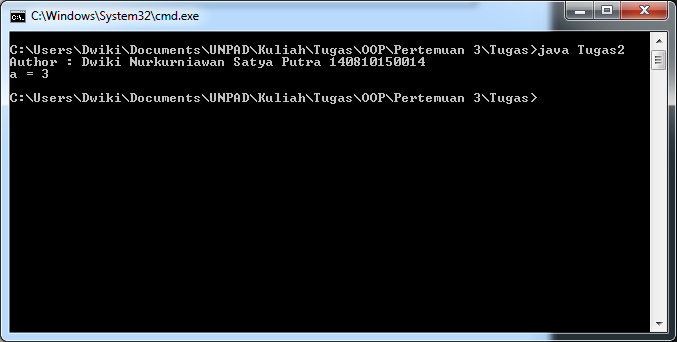 C:\Windows\System32\cmd.exe
C:\Users\Dwiki\Documents\UNPAD\Kuliah\Tugas\OOP\Pertemuan 3\Tugas>java Tugas2
Author : Dwiki Nurkurniawan Satya Putra 140810150014
a = 3
C:\Users\Dwiki\Documents\UNPAD\Kuliah\Tugas\OOP\Pertemuan 3\Tugas>